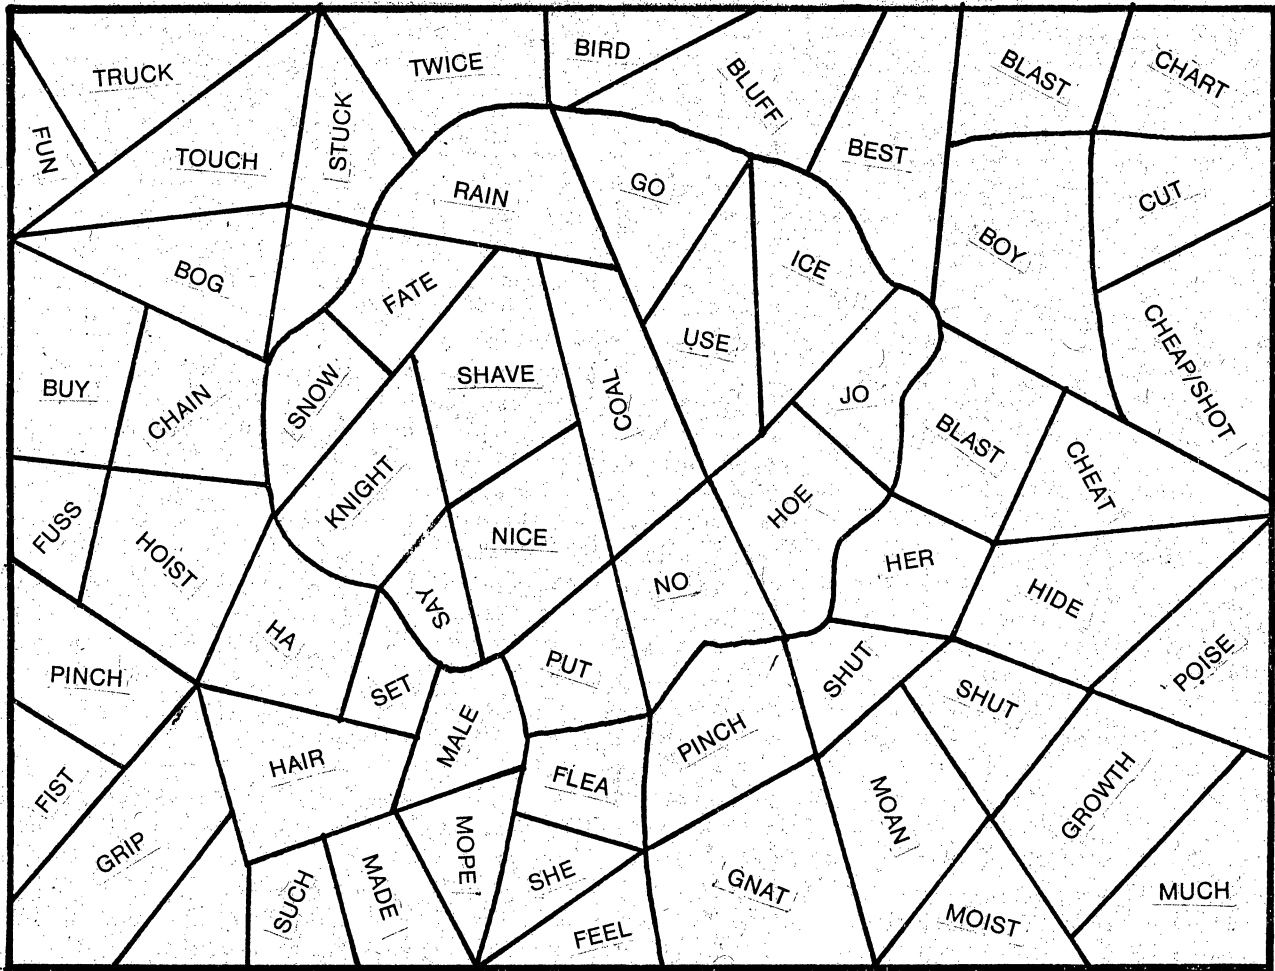 TRUCK
TWICE
BIRD
BLUFF
BLAST
CHART
FUN
TOUCH
STUCK
RAIN
GO
BEST
CUT
BOG
FATE
ICE
BOY
CHEAP/SHOT
BUY
CHAIN
SNOW
SHAVE
COAL
USE
JO
BLAST
CHEAT
FUSS
HOIST
KNIGHT
NICE
HOE
HER
HIDE
HA
SAY
NO
PINCH
SET
PUT
SHUT
SHUT
POISE
FIST
HAIR
MALE
FLEA
PINCH
MOAN
GROWTH
GRIP
SUCH
MADE
MOPE
SHE
FEEL
GNAT
MOIST
MUCH